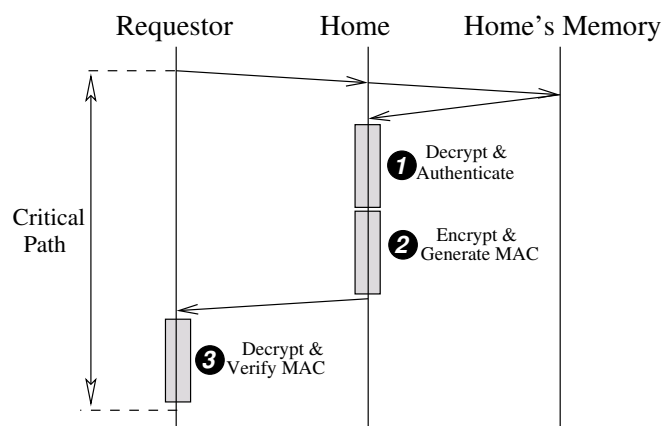 Requestor Home Home's Memory
1 Decrypt &
Authenticate
Critical
Path
2 Encrypt &
Generate MAC
3 Decrypt &
Verify MAC